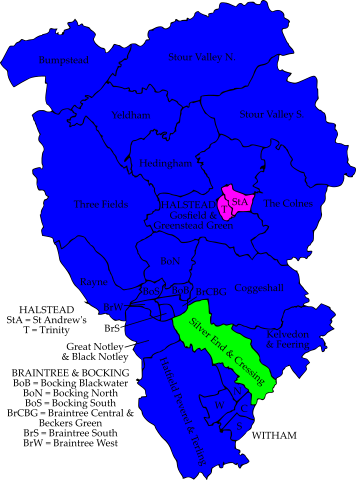 Bumpstead
Stour Valley N.
Yeldham
Stour Valley S.
Hedingham
Three Fields
HALSTEAD
StA
T
The Colnes
Gosfield &
Greenstead Green
BoN
Rayne
BoS
BoB
BrCBG
Coggeshall
BrW
BrS
HALSTEAD
StA = St Andrew's
T = Trinity
Great Notley
& Black Notley
Silver End & Cressing
Kelvedon
& Feering
BRAINTREE & BOCKING
BoB = Bocking Blackwater
BoN = Bocking North
BoS = Bocking South
BrCBG = Braintree Central &
Beckers Green
BrS = Braintree South
BrW = Braintree West
Hatfield Peverel & Terling
N
W
C
S
WITHAM